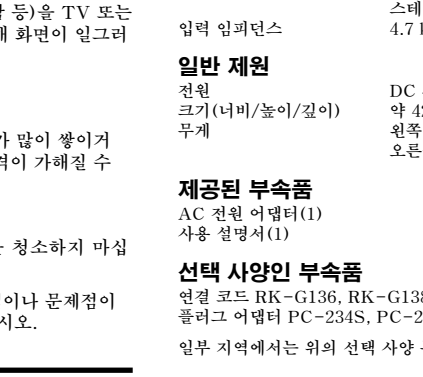 등)을 TV 또는
화면이 일그러
많이 쌓이거
가해질 수
청소하지 마십
문제점이
시오.
스테
입력 임피던스 4.7
일반 제원
전원 DC
크기(너비/높이/깊이) 약
무게 왼쪽
오른
제공된 부속품
AC 전원 어댑터(1)
사용 설명서(1)
선택 사양인 부속품
연결 코드 RK-G136, RK-G138
플러그 어댑터 PC-234S, PC-2
일부 지역에서는 위의 선택 사양